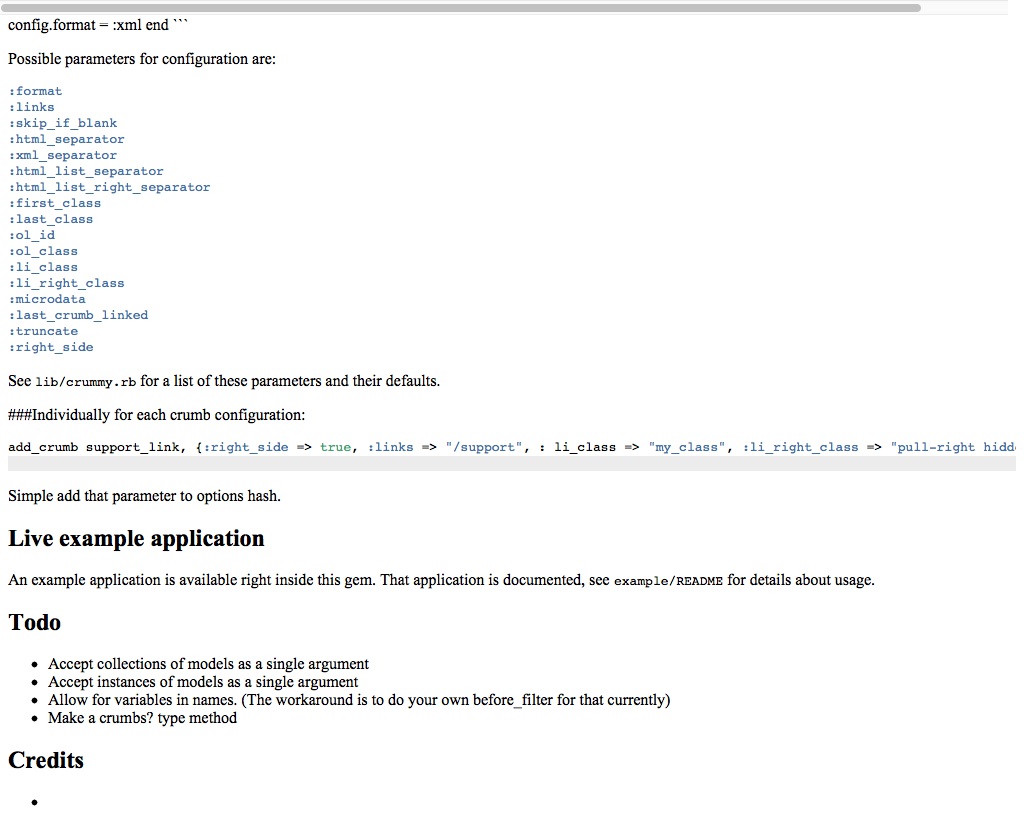 config.format = :xml end ```
Possible parameters for configuration are:
:format
:links
:skip_if_blank
:html_separator
:xml_separator
:html_list_separator
:html_list_right_separator
:first_class
:last_class
:ol_id
:ol_class
:li_class
:li_right_class
:microdata
:last_crumb_linked
:truncate
:right_side
See lib/crummy.rb for a list of these parameters and their defaults.
###Individually for each crumb configuration:
add_crumb support_link, {:right_side => true, :links => "/support", : li_class => "my_class", :li_right_class => "pull-right hidd
Simple add that parameter to options hash.
Live example application
An example application is available right inside this gem. That application is documented, see example/README for details about usage.
Todo
• Accept collections of models as a single argument
• Accept instances of models as a single argument
• Allow for variables in names. (The workaround is to do your own before_filter for that currently)
• Make a crumbs? type method
Credits
•